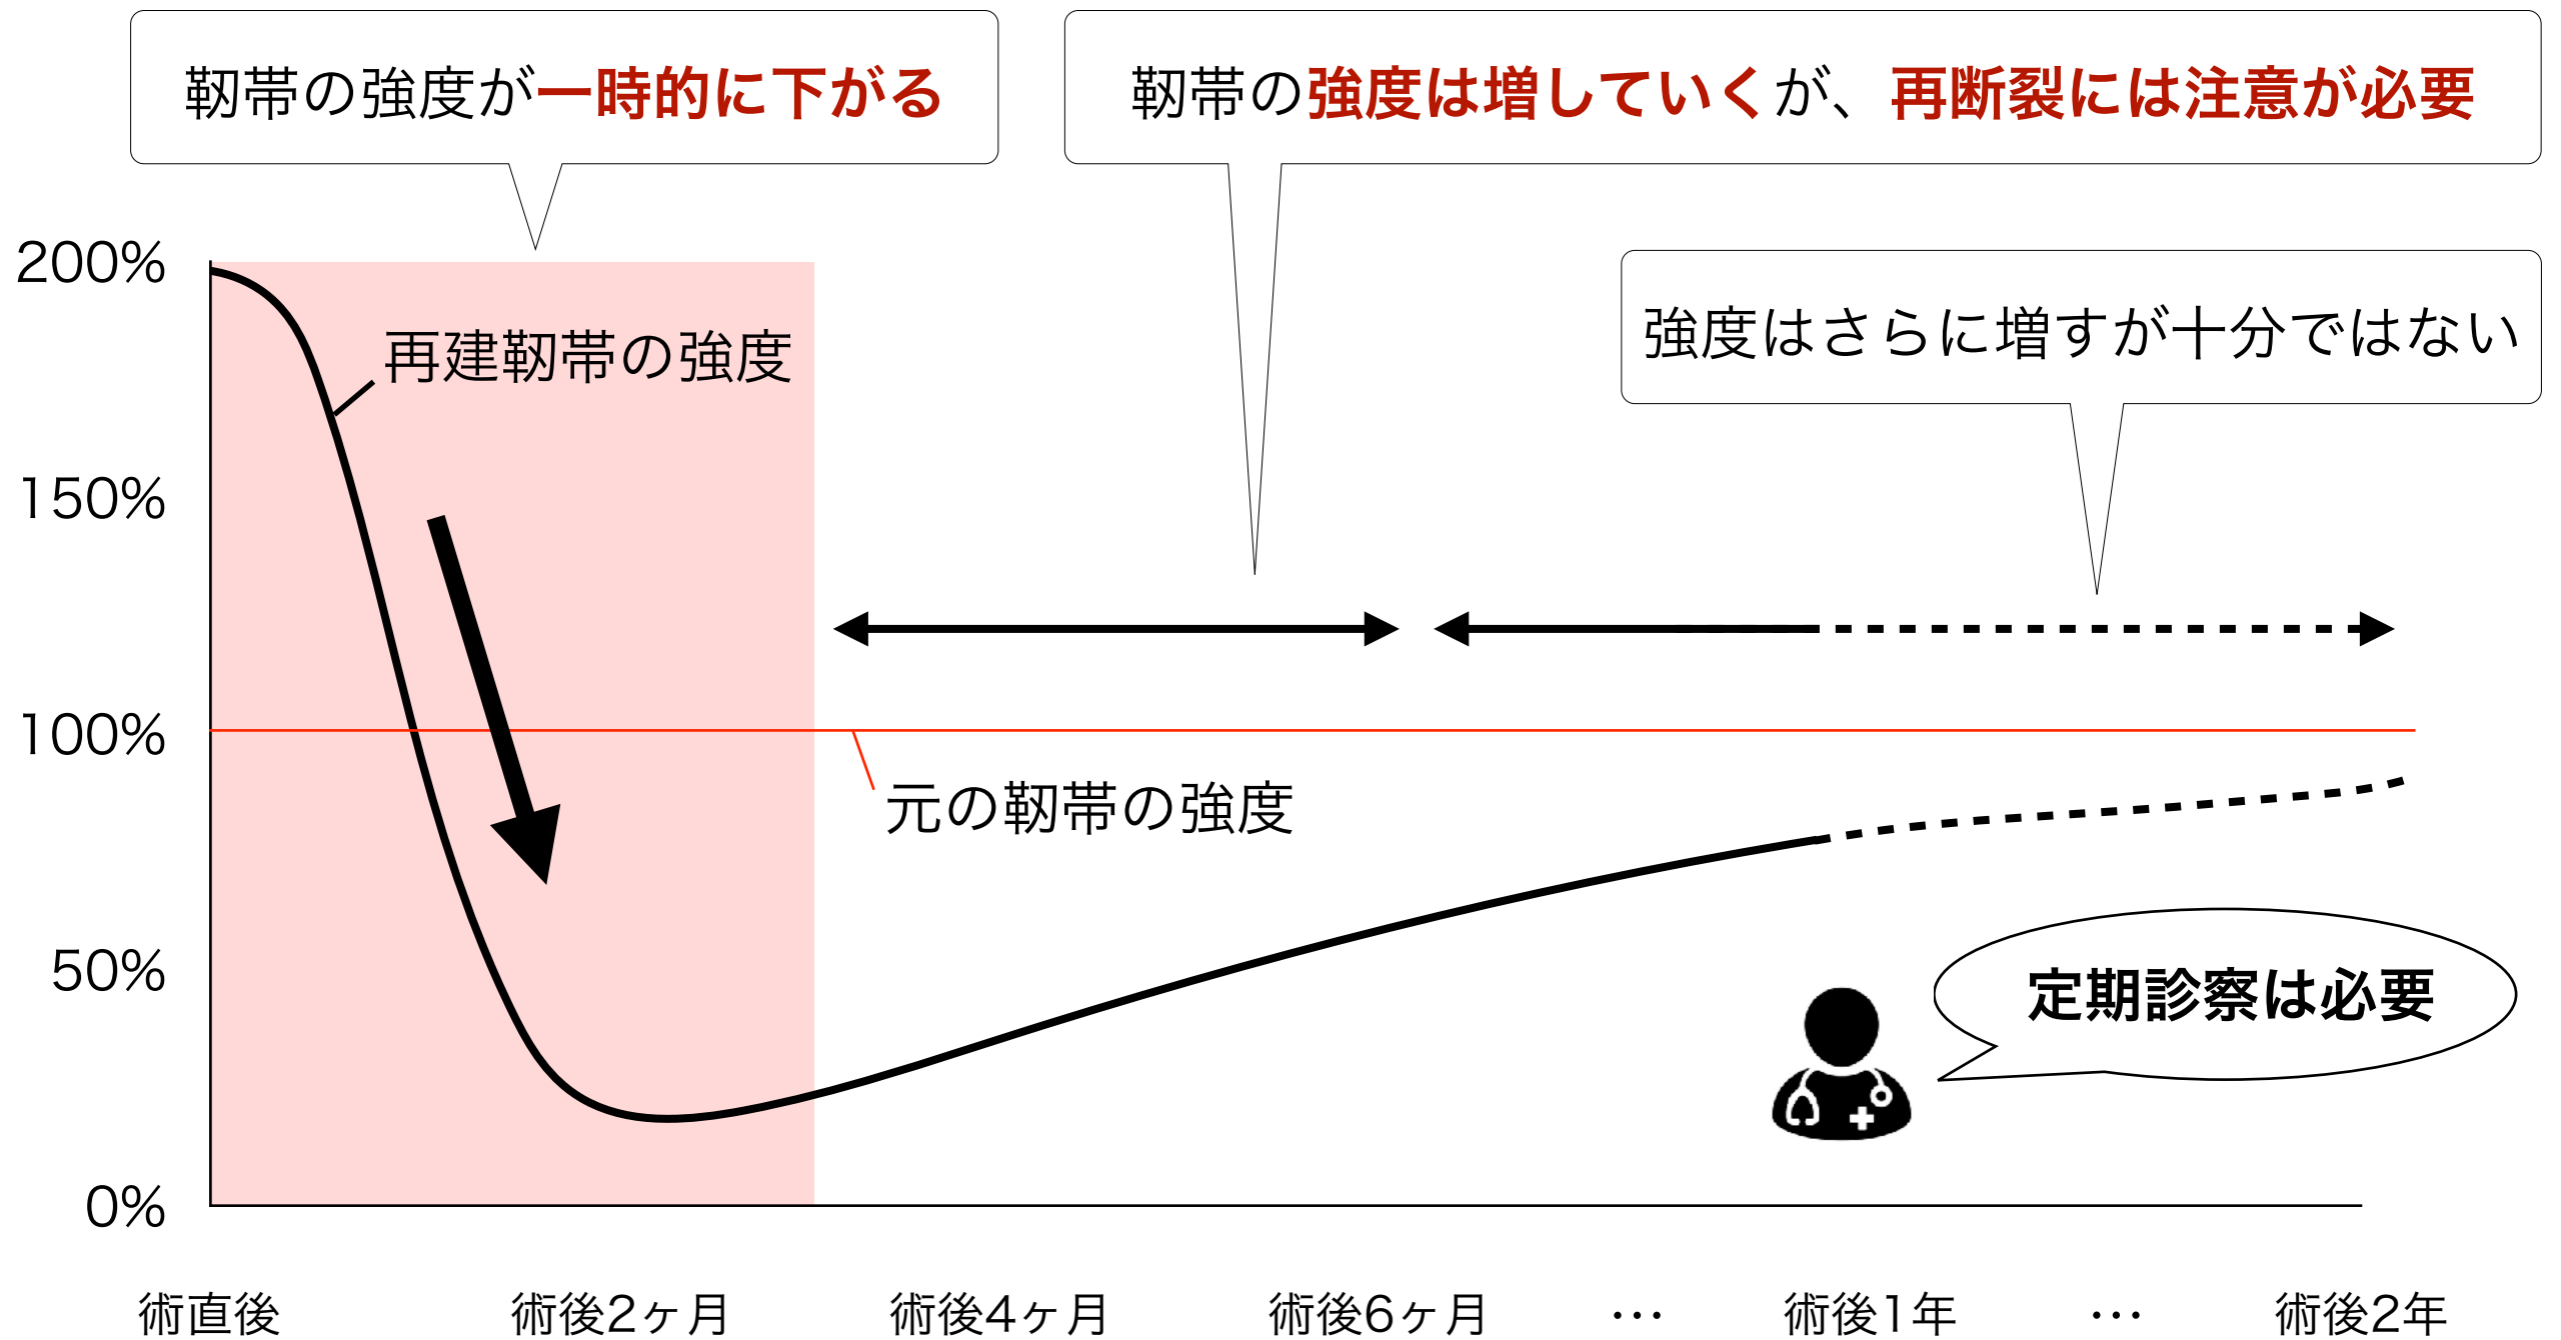 靭帯の強度が一時的に下がる
靭帯の強度は増していくが、再断裂には注意が必要
強度はさらに増すが十分ではない
200%
再建靭帯の強度
150%
100%
元の靭帯の強度
50%
定期診察は必要
0%
術直後 術後2ヶ月 術後4ヶ月 術後6ヶ月 … 術後1年 … 術後2年